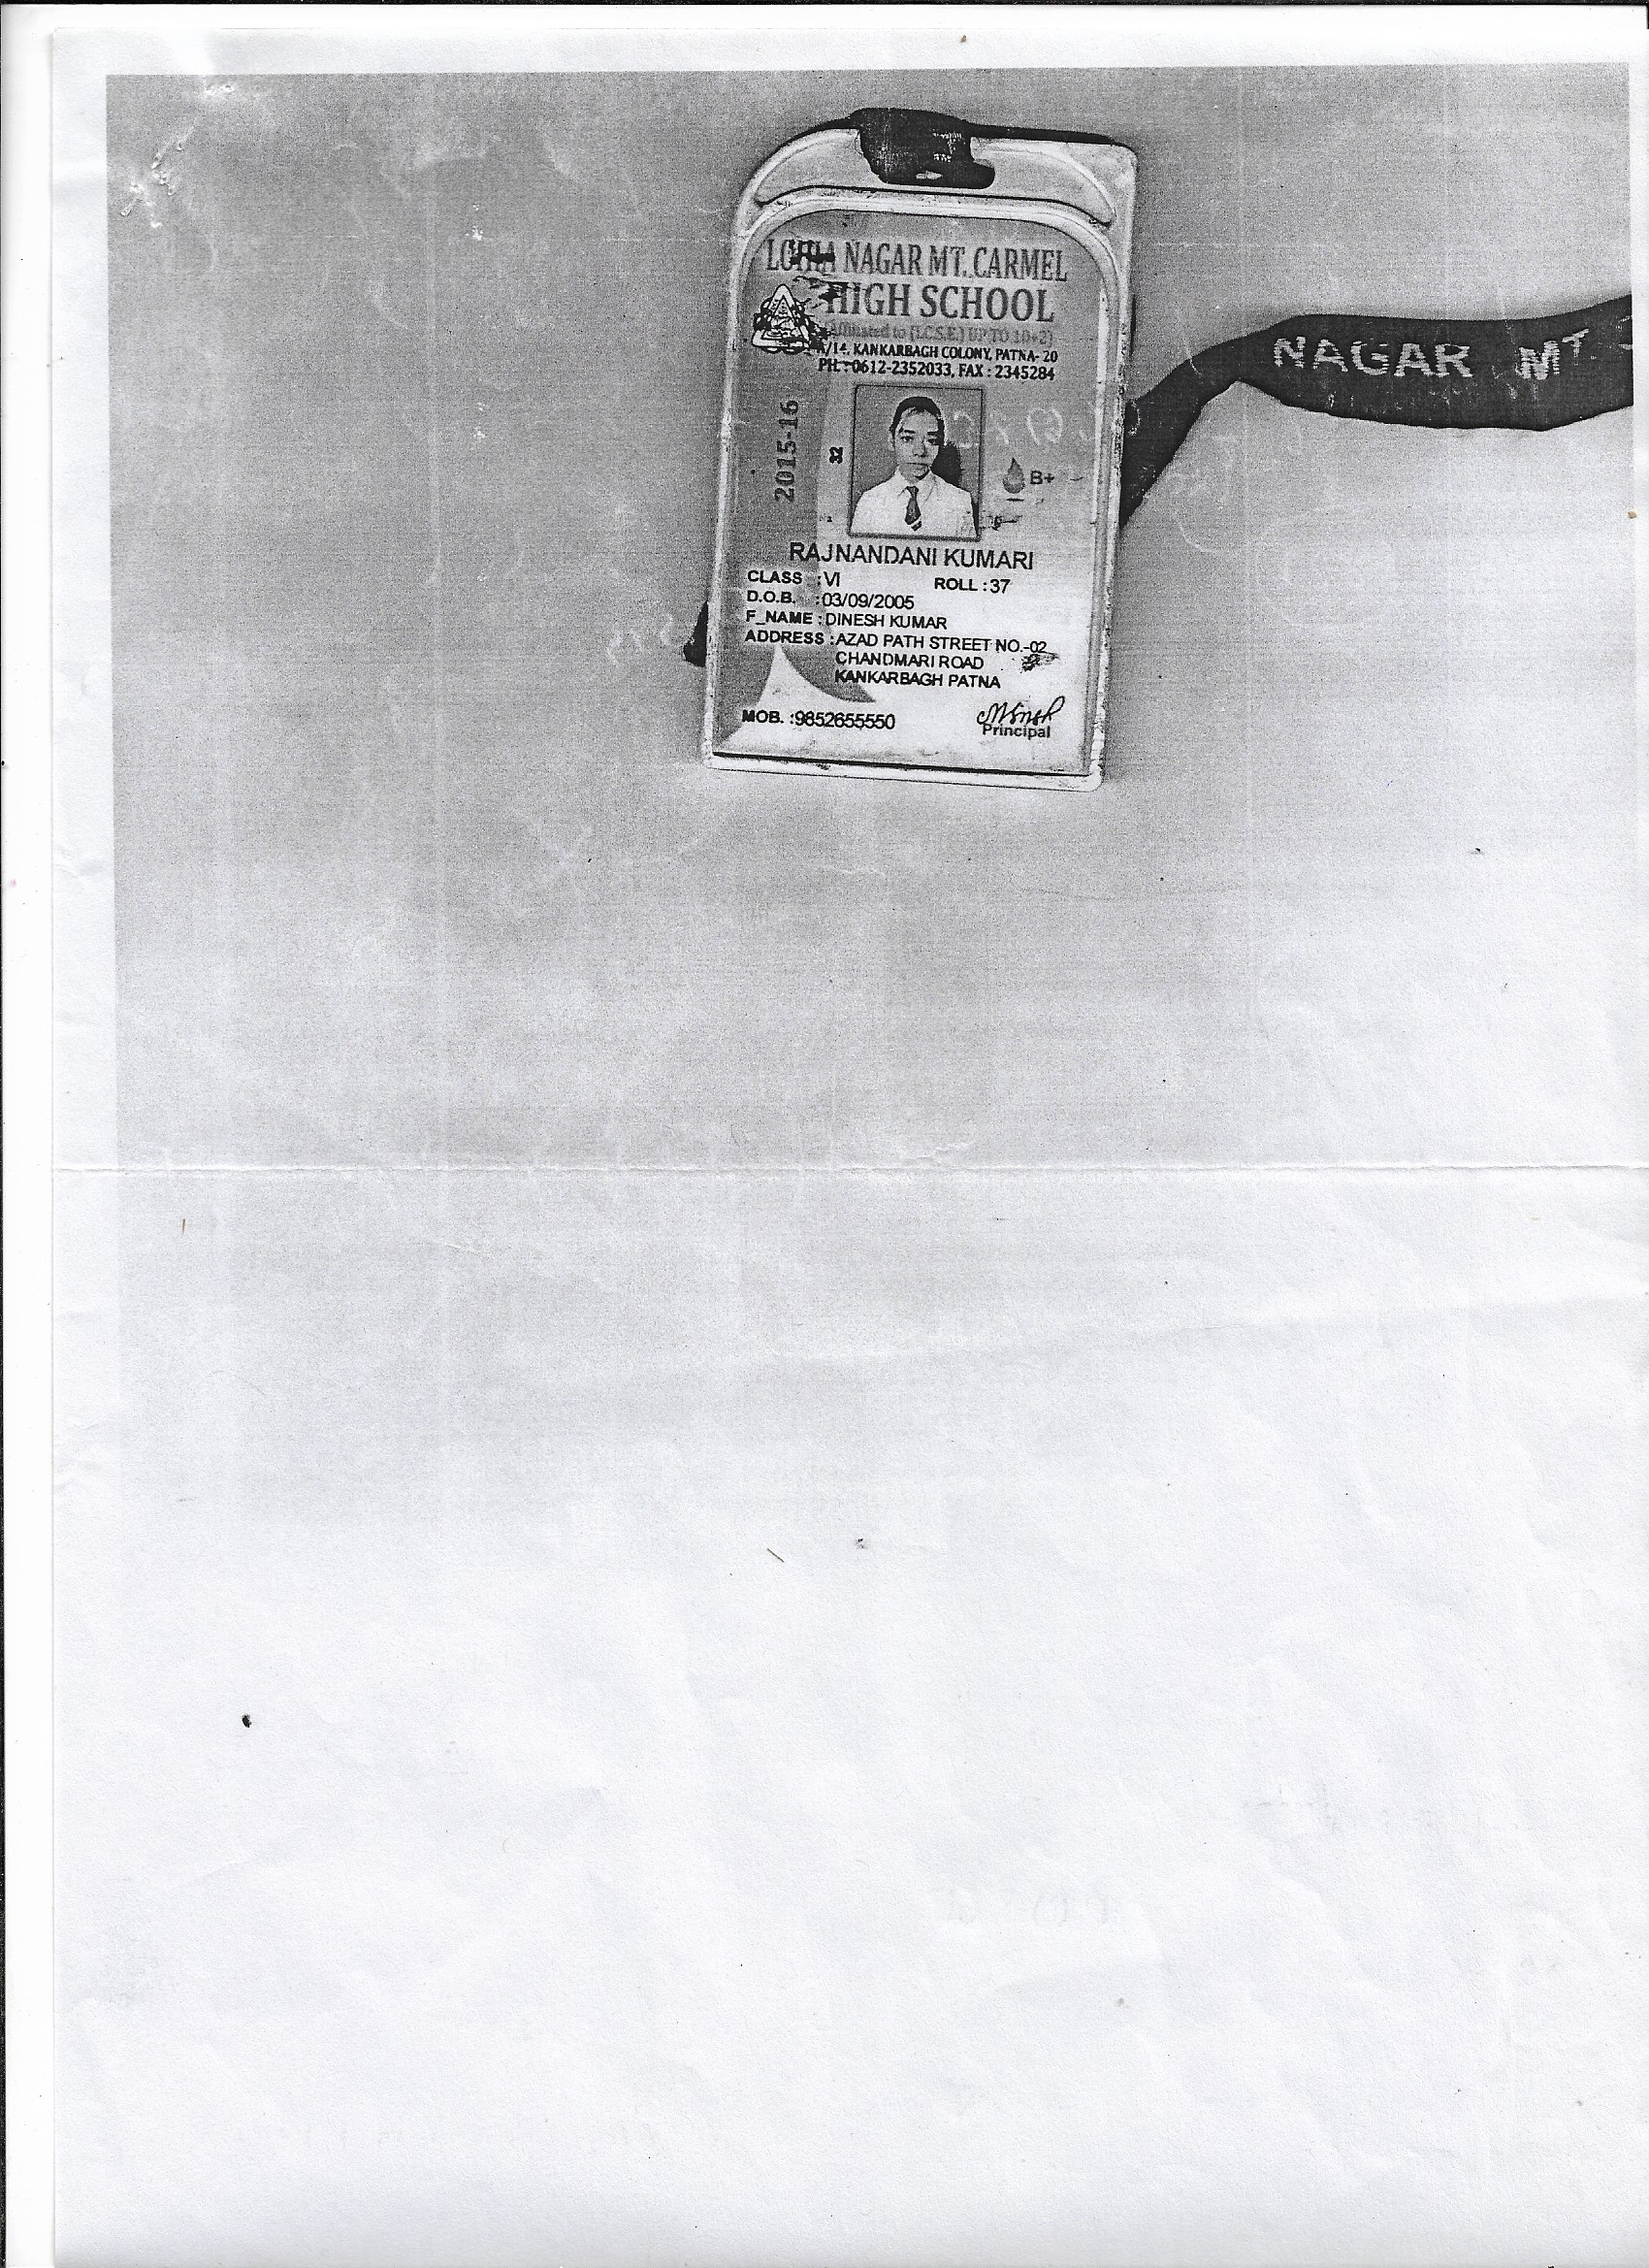 LOHIA NAGAR MT. CARMEL
HIGH SCHOOL
(Affiliated to (I.C.S.E.) UP TO 10+2)
/14, KANKARBAGH COLONY, PATNA- 20
PH.: 0612-2352033, FAX : 2345284
2015-16
32
B+
RAJNANDANI KUMARI
CLASS : VI ROLL : 37
D.O.B. : 03/09/2005
F_NAME : DINESH KUMAR
ADDRESS : AZAD PATH STREET NO.-02
CHANDMARI ROAD
KANKARBAGH PATNA
MOB. : 9852655550
Principal
NAGAR MT.